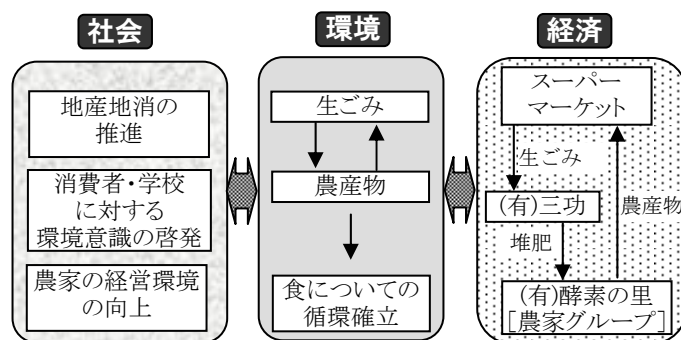 社会
地産地消の
推進
消費者・学校
に対する
環境意識の啓発
農家の経営環境
の向上
環境
生ごみ
農産物
食についての
循環確立
経済
スーパー
マーケット
生ごみ
(有)三功
農産物
堆肥
(有)酵素の里
[農家グループ]